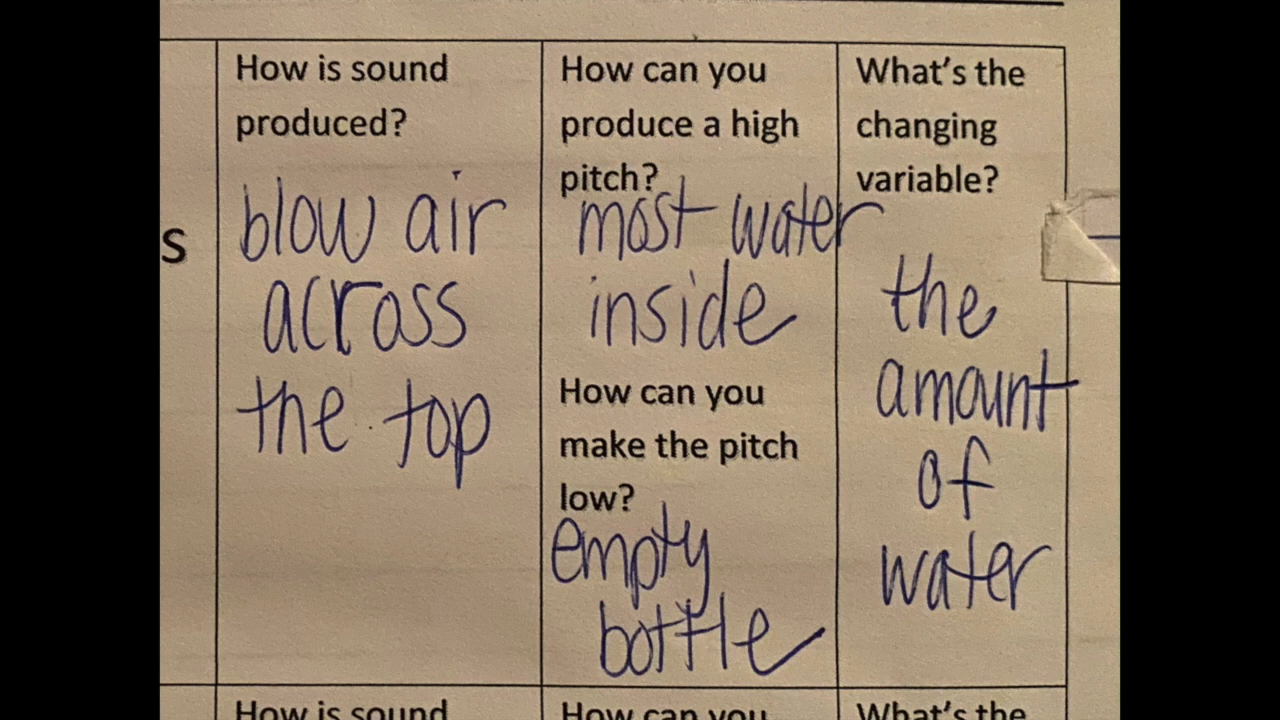 s
How is sound
produced?
blow air
across
the top
How can you
produce a high
pitch?
most water
inside
How can you
make the pitch
low?
empty
bottle
What's the
changing
variable?
the
amount
of
water
How is sound
How can you
What's the